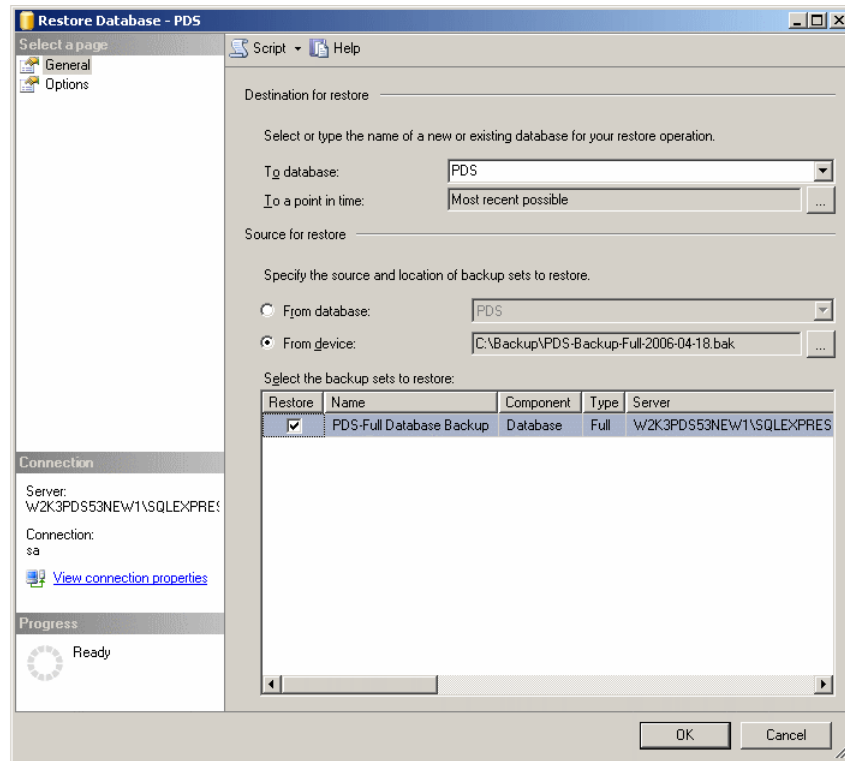 Restore Database - PDS
Select a page
General
Options
Script Help
Destination for restore
Select or type the name of a new or existing database for your restore operation.
To database: PDS
To a point in time: Most recent possible ...
Source for restore
Specify the source and location of backup sets to restore.
From database: PDS
From device: C:\Backup\PDS-Backup-Full-2006-04-18.bak ...
Select the backup sets to restore:
Restore Name Component Type Server
PDS-Full Database Backup Database Full W2K3PDS53NEW1\SQLEXPRES
Connection
Server:
W2K3PDS53NEW1\SQLEXPRES
Connection:
sa
View connection properties
Progress
Ready
OK Cancel